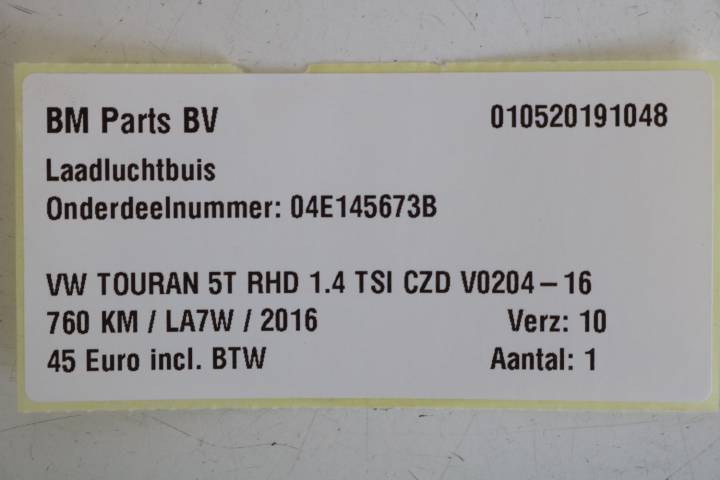 BM Parts BV 010520191048
Laadluchtbuis
Onderdeelnummer: 04E145673B
VW TOURAN 5T RHD 1.4 TSI CZD V0204-16
760 KM / LA7W / 2016 Verz: 10
45 Euro incl. BTW Aantal: 1